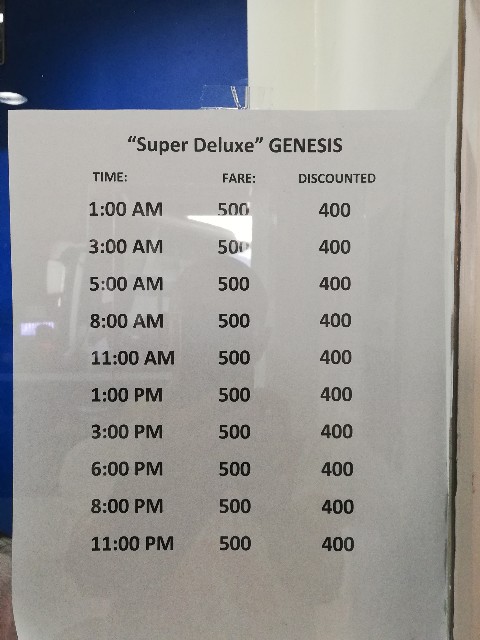 "Super Deluxe" GENESIS
TIME: FARE: DISCOUNTED
1:00 AM 500 400
3:00 AM 500 400
5:00 AM 500 400
8:00 AM 500 400
11:00 AM 500 400
1:00 PM 500 400
3:00 PM 500 400
6:00 PM 500 400
8:00 PM 500 400
11:00 PM 500 400